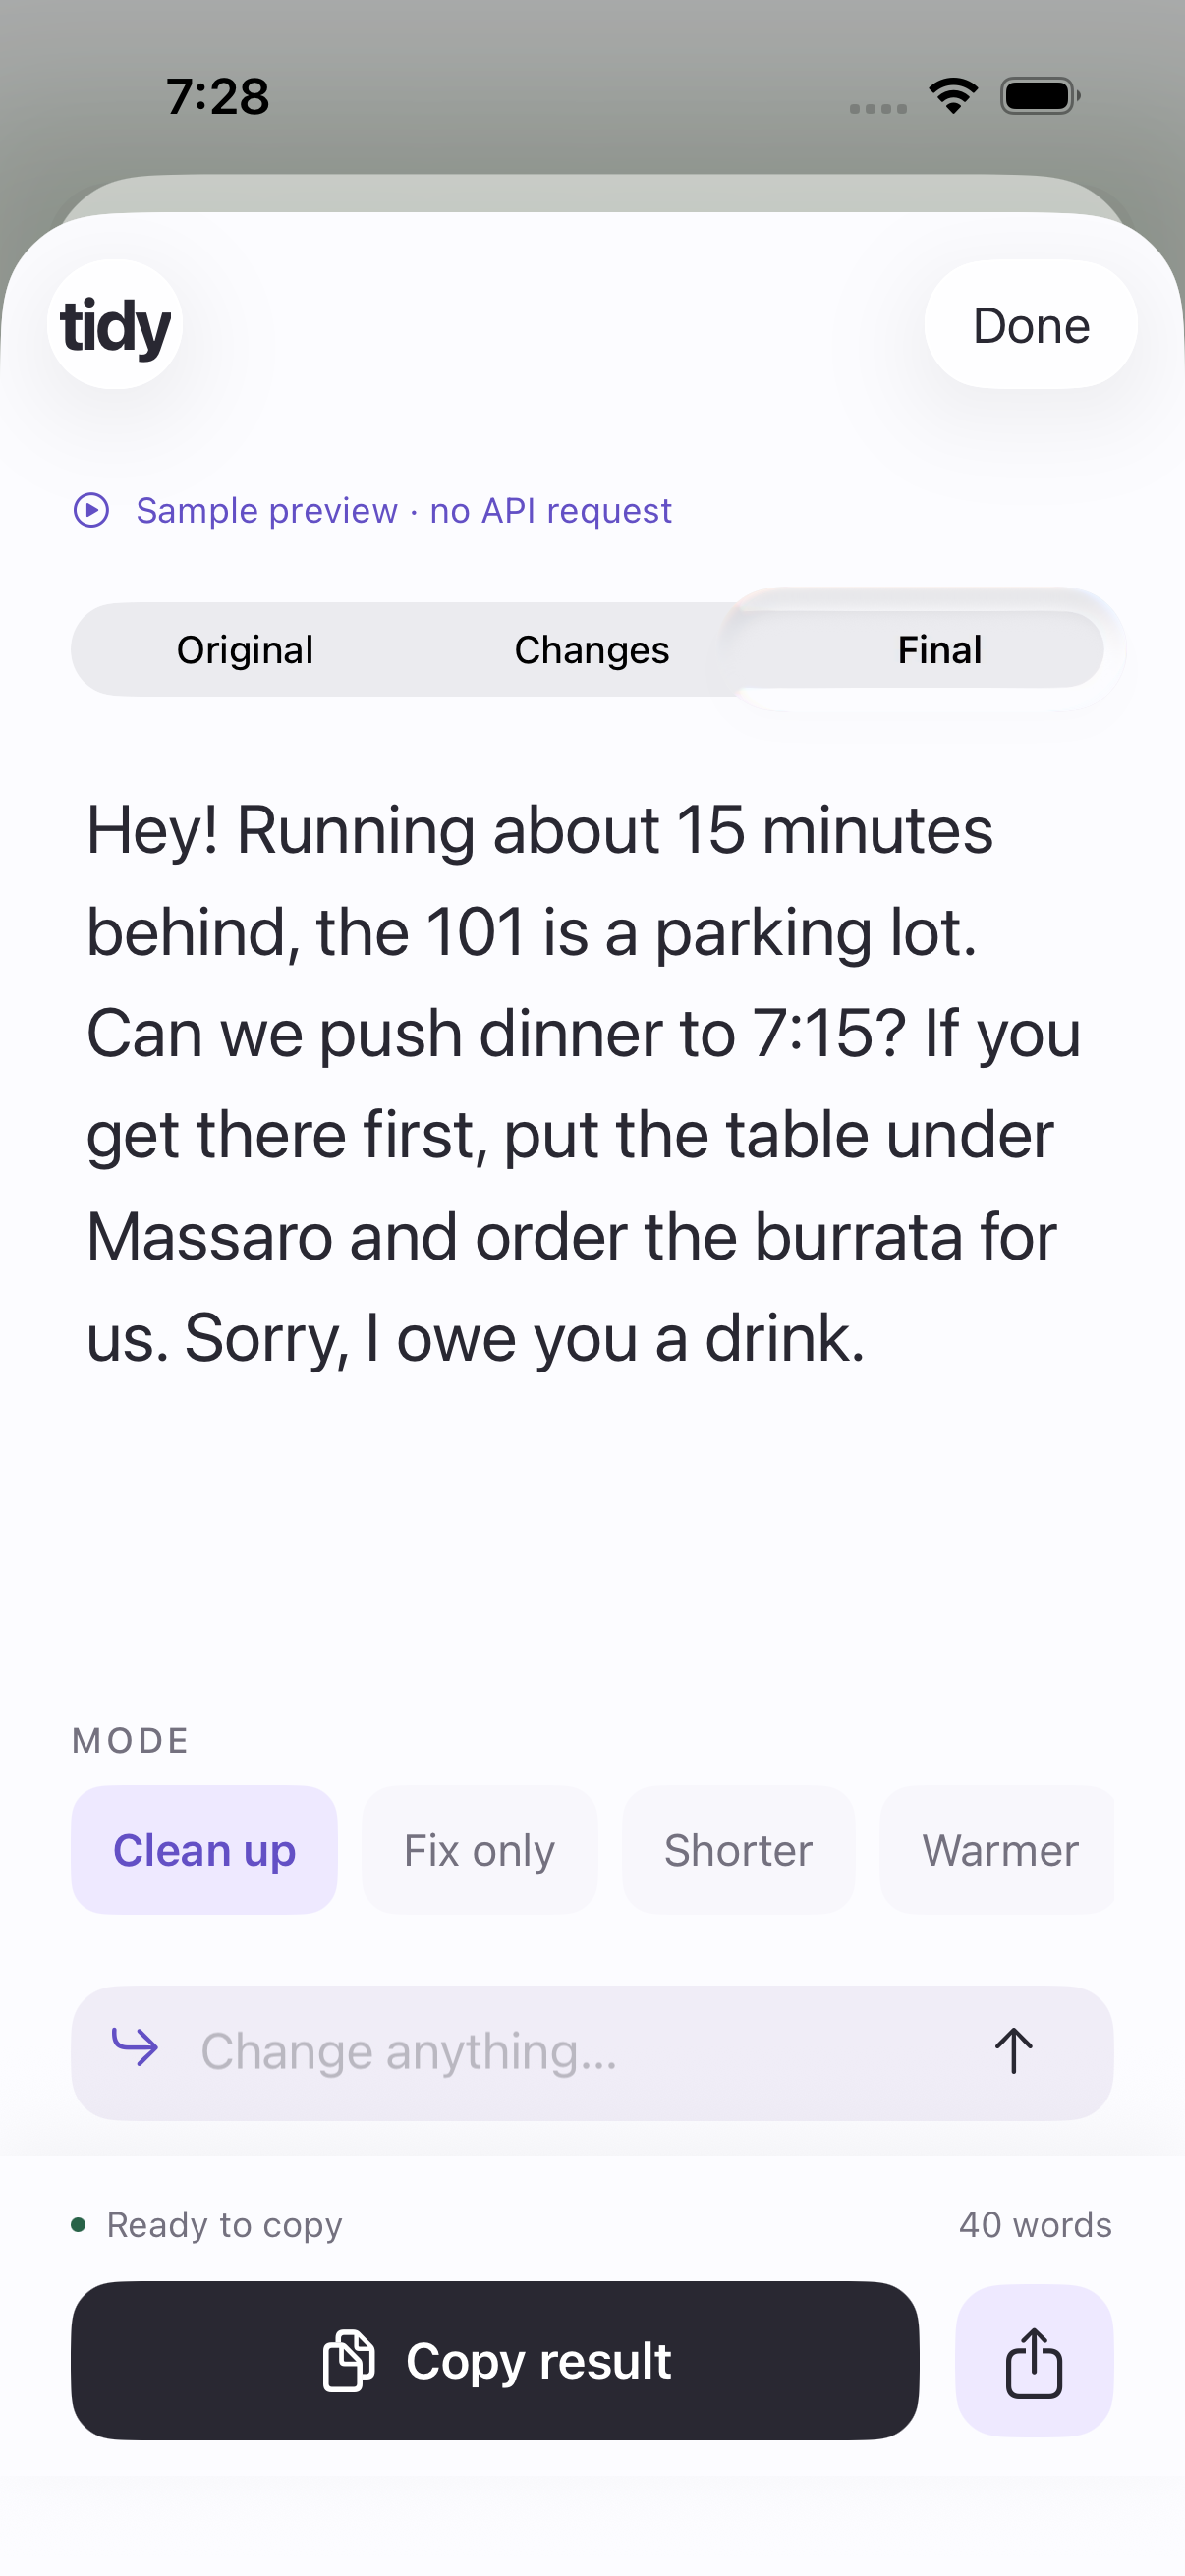 7:28
tidy
Done
Sample preview · no API request
Original
Changes
Final
Hey! Running about 15 minutes
behind, the 101 is a parking lot.
Can we push dinner to 7:15? If you
get there first, put the table under
Massaro and order the burrata for
us. Sorry, I owe you a drink.
MODE
Clean up
Fix only
Shorter
Warmer
Change anything...
Ready to copy
40 words
Copy result